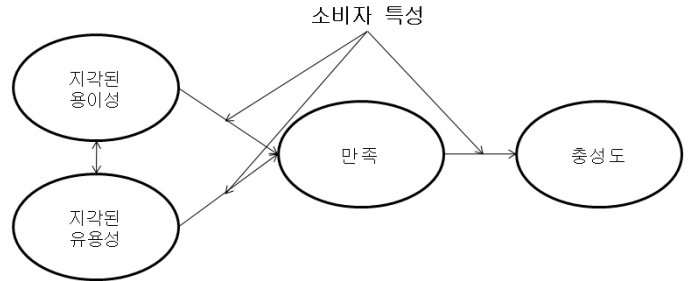 소비자 특성
지각된
용이성
만족
충성도
지각된
유용성